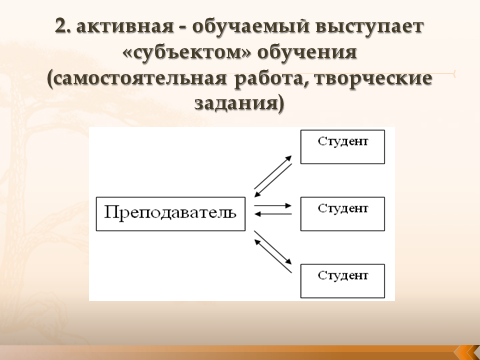 2. активная - обучаемый выступает
«субъектом» обучения
(самостоятельная работа, творческие
задания)
Студент
Преподаватель
Студент
Студент